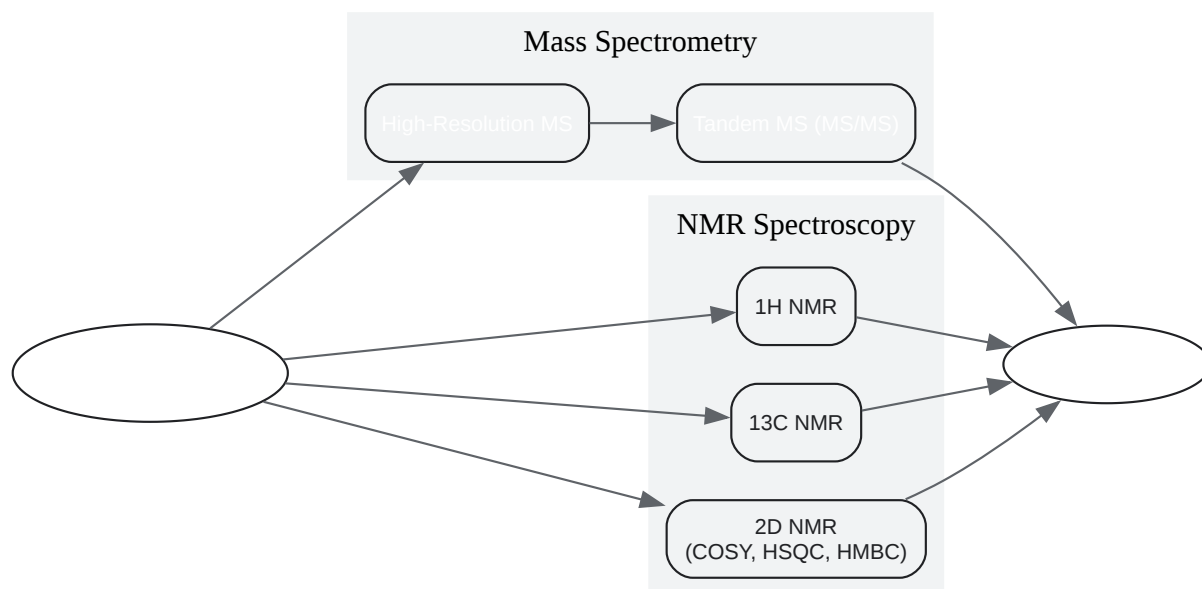 Mass Spectrometry
High-Resolution MS
Tandem MS (MS/MS)
NMR Spectroscopy
1H NMR
13C NMR
2D NMR
(COSY, HSQC, HMBC)